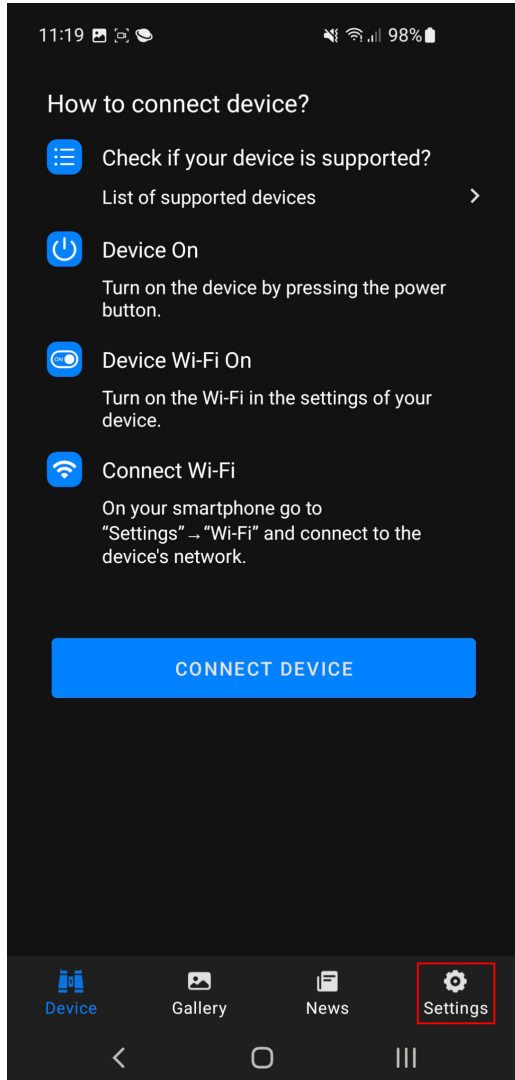 11:19 98%
How to connect device?
Check if your device is supported?
List of supported devices
Device On
Turn on the device by pressing the power
button.
ON
Device Wi-Fi On
Turn on the Wi-Fi in the settings of your
device.
Connect Wi-Fi
On your smartphone go to
“Settings”→“Wi-Fi” and connect to the
device's network.
CONNECT DEVICE
Device Gallery News Settings